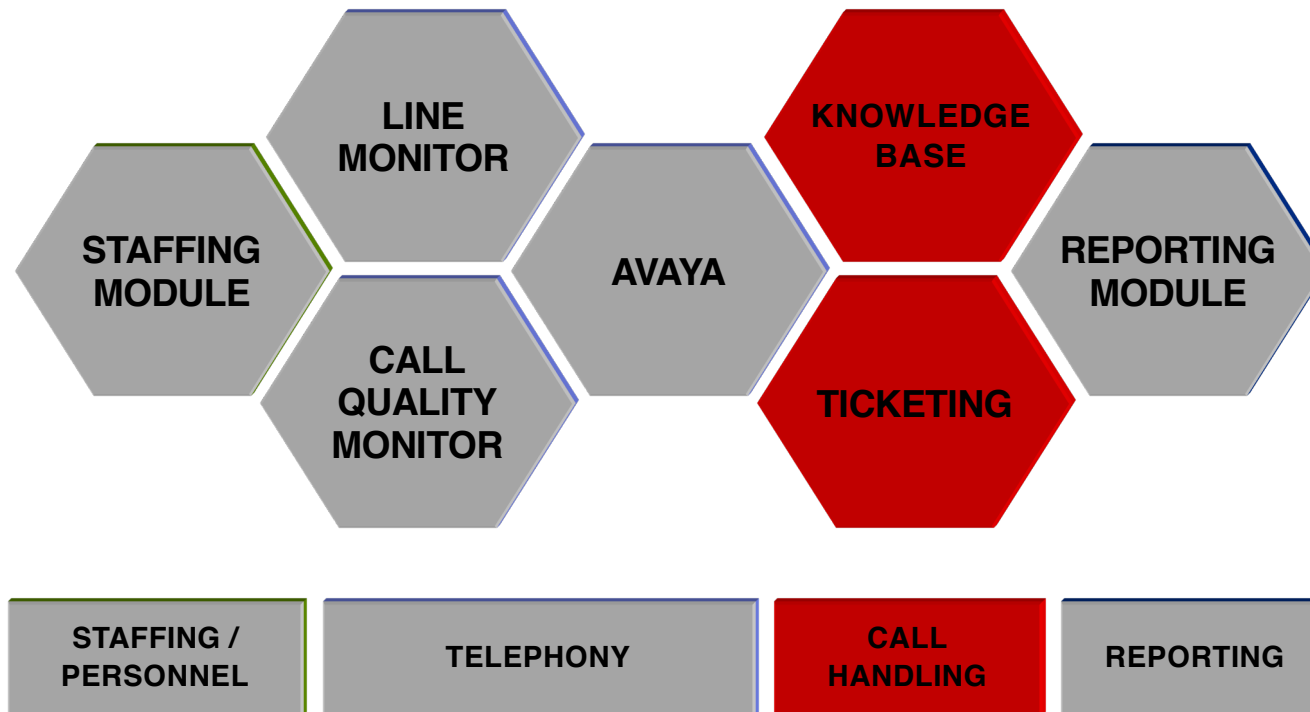 LINE
MONITOR
KNOWLEDGE
BASE
STAFFING
MODULE
AVAYA
REPORTING
MODULE
CALL
QUALITY
MONITOR
TICKETING
STAFFING /
PERSONNEL
TELEPHONY
CALL
HANDLING
REPORTING